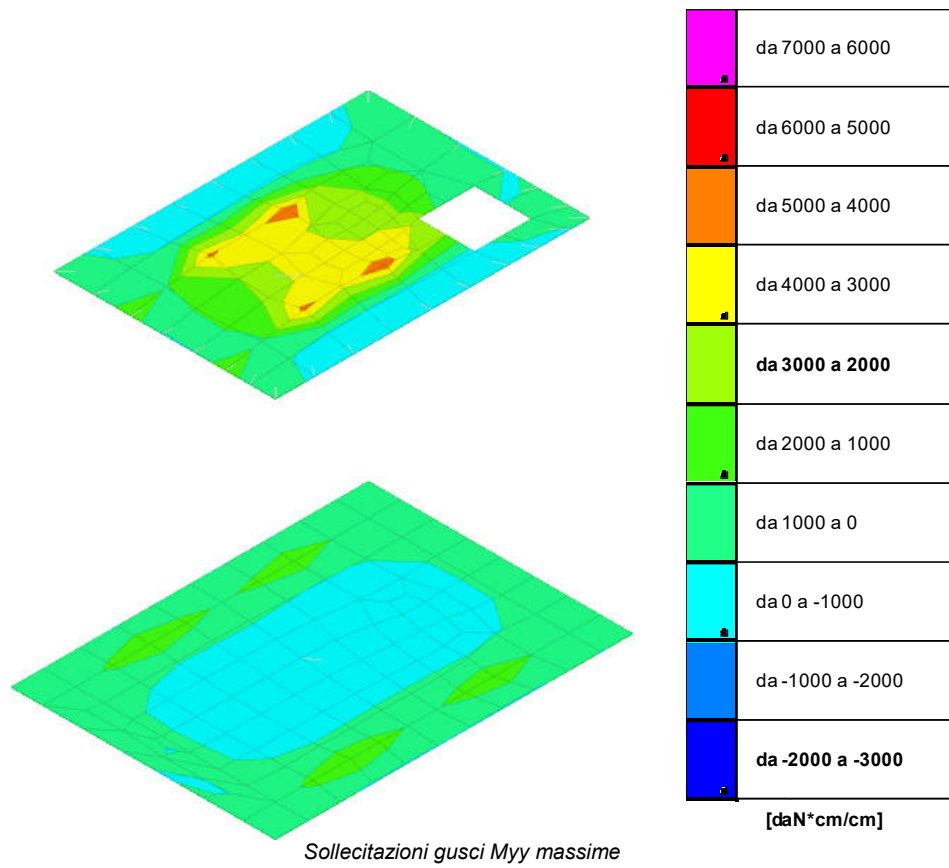 da 7000 a 6000
da 6000 a 5000
da 5000 a 4000
da 4000 a 3000
da 3000 a 2000
da 2000 a 1000
da 1000 a 0
da 0 a -1000
da -1000 a -2000
da -2000 a -3000
[daN*cm/cm]
Sollecitazioni gusci Myy massime